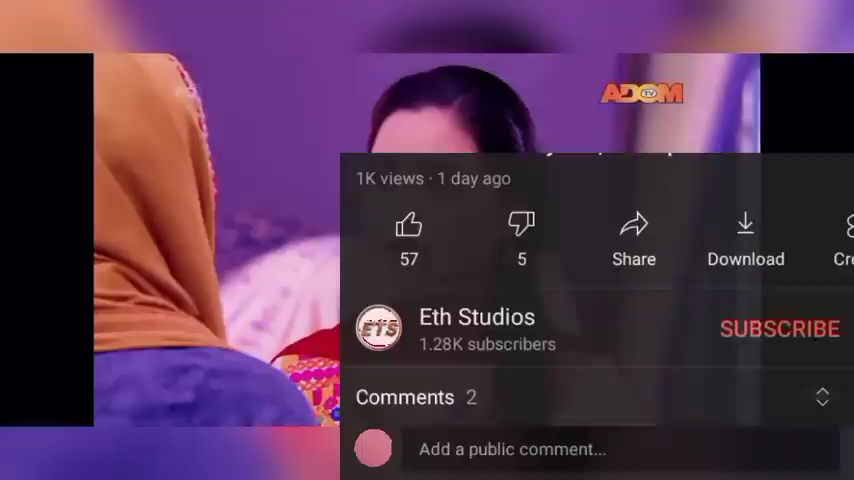 ADOM
TV
1K views · 1 day ago
57
5
Share
Download
Eth Studios
ETS
1.28K subscribers
SUBSCRIBE
Comments 2
Add a public comment...